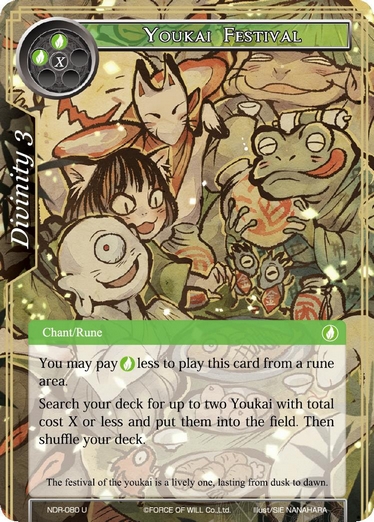 Youkai Festival
X
Divinity 3
Chant/Rune
You may pay less to play this card from a rune
area.
Search your deck for up to two Youkai with total
cost X or less and put them into the field. Then
shuffle your deck.
The festival of the youkai is a lively one, lasting from dusk to dawn.
NDR-080 U ©FORCE OF WILL Co.,Ltd. Illust/SIE NANAHARA